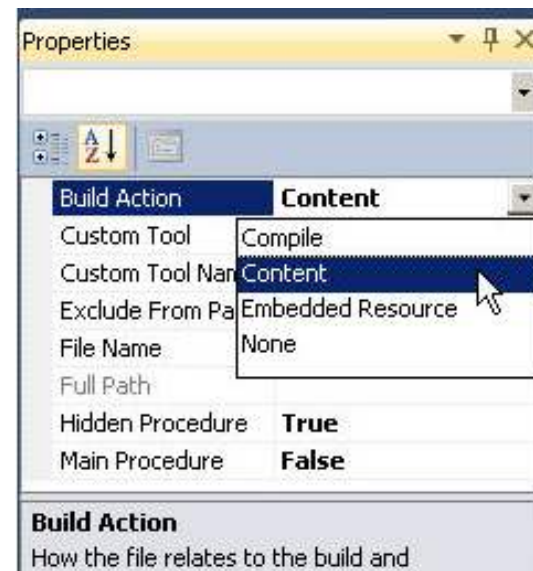 Properties
A
Z
Build Action Content
Custom Tool Compile
Custom Tool Nam Content
Exclude From Pa Embedded Resource
File Name None
Full Path
Hidden Procedure True
Main Procedure False
Build Action
How the file relates to the build and